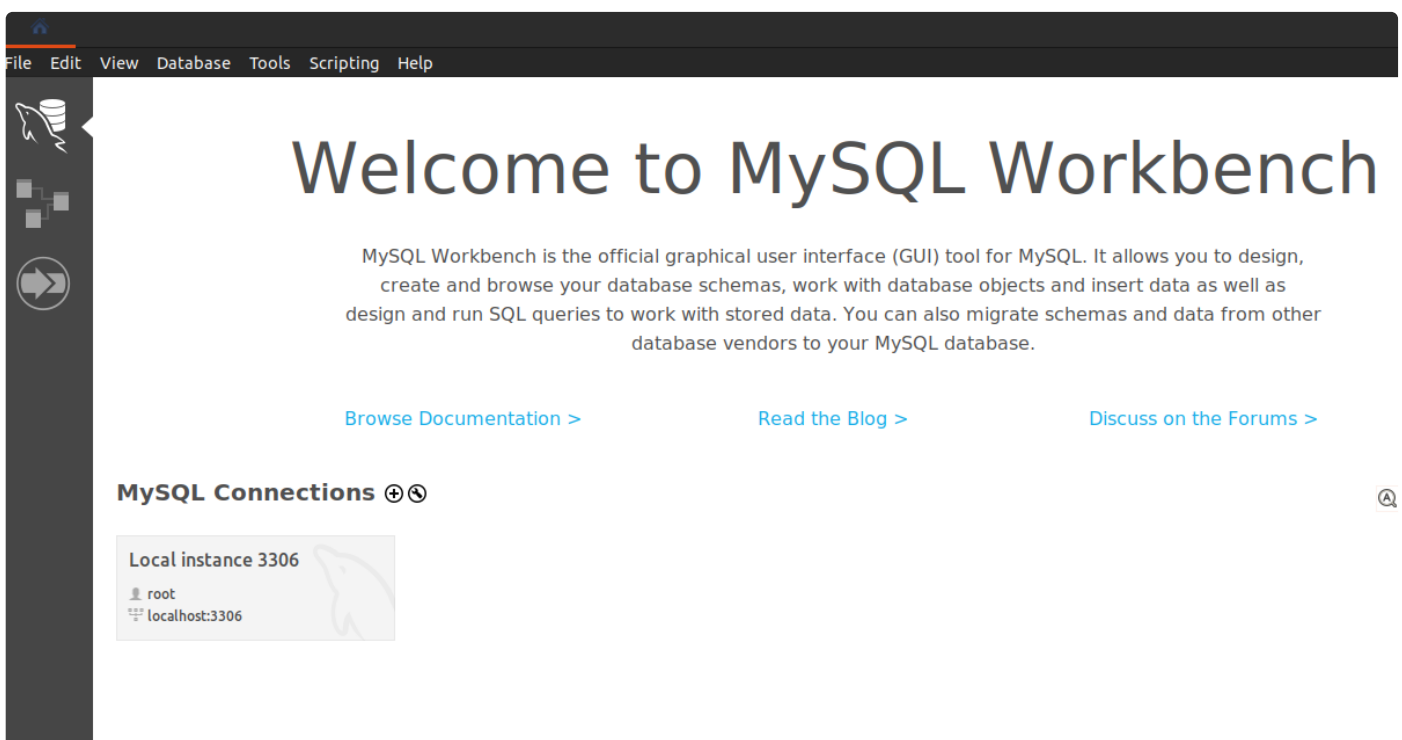 File Edit View Database Tools Scripting Help
Welcome to MySQL Workbench
MySQL Workbench is the official graphical user interface (GUI) tool for MySQL. It allows you to design,
create and browse your database schemas, work with database objects and insert data as well as
design and run SQL queries to work with stored data. You can also migrate schemas and data from other
database vendors to your MySQL database.
Browse Documentation > Read the Blog > Discuss on the Forums >
MySQL Connections
Local instance 3306
root
localhost:3306